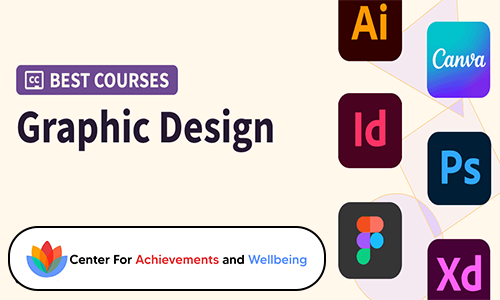 Ai
Canva
CC BEST COURSES
Graphic Design
Id
Ps
Center For Achievements and Wellbeing
Xd